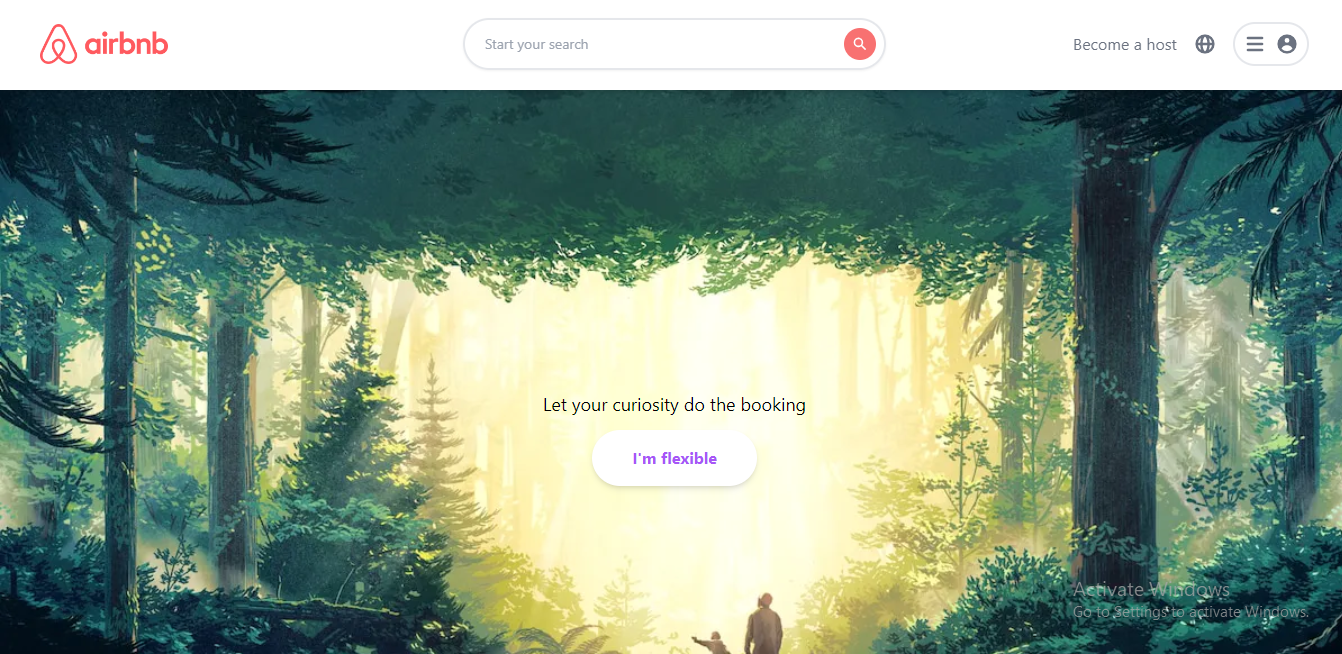 airbnb
Start your search
Become a host
Let your curiosity do the booking
I'm flexible
Activate Windows
Go to Settings to activate Windows.